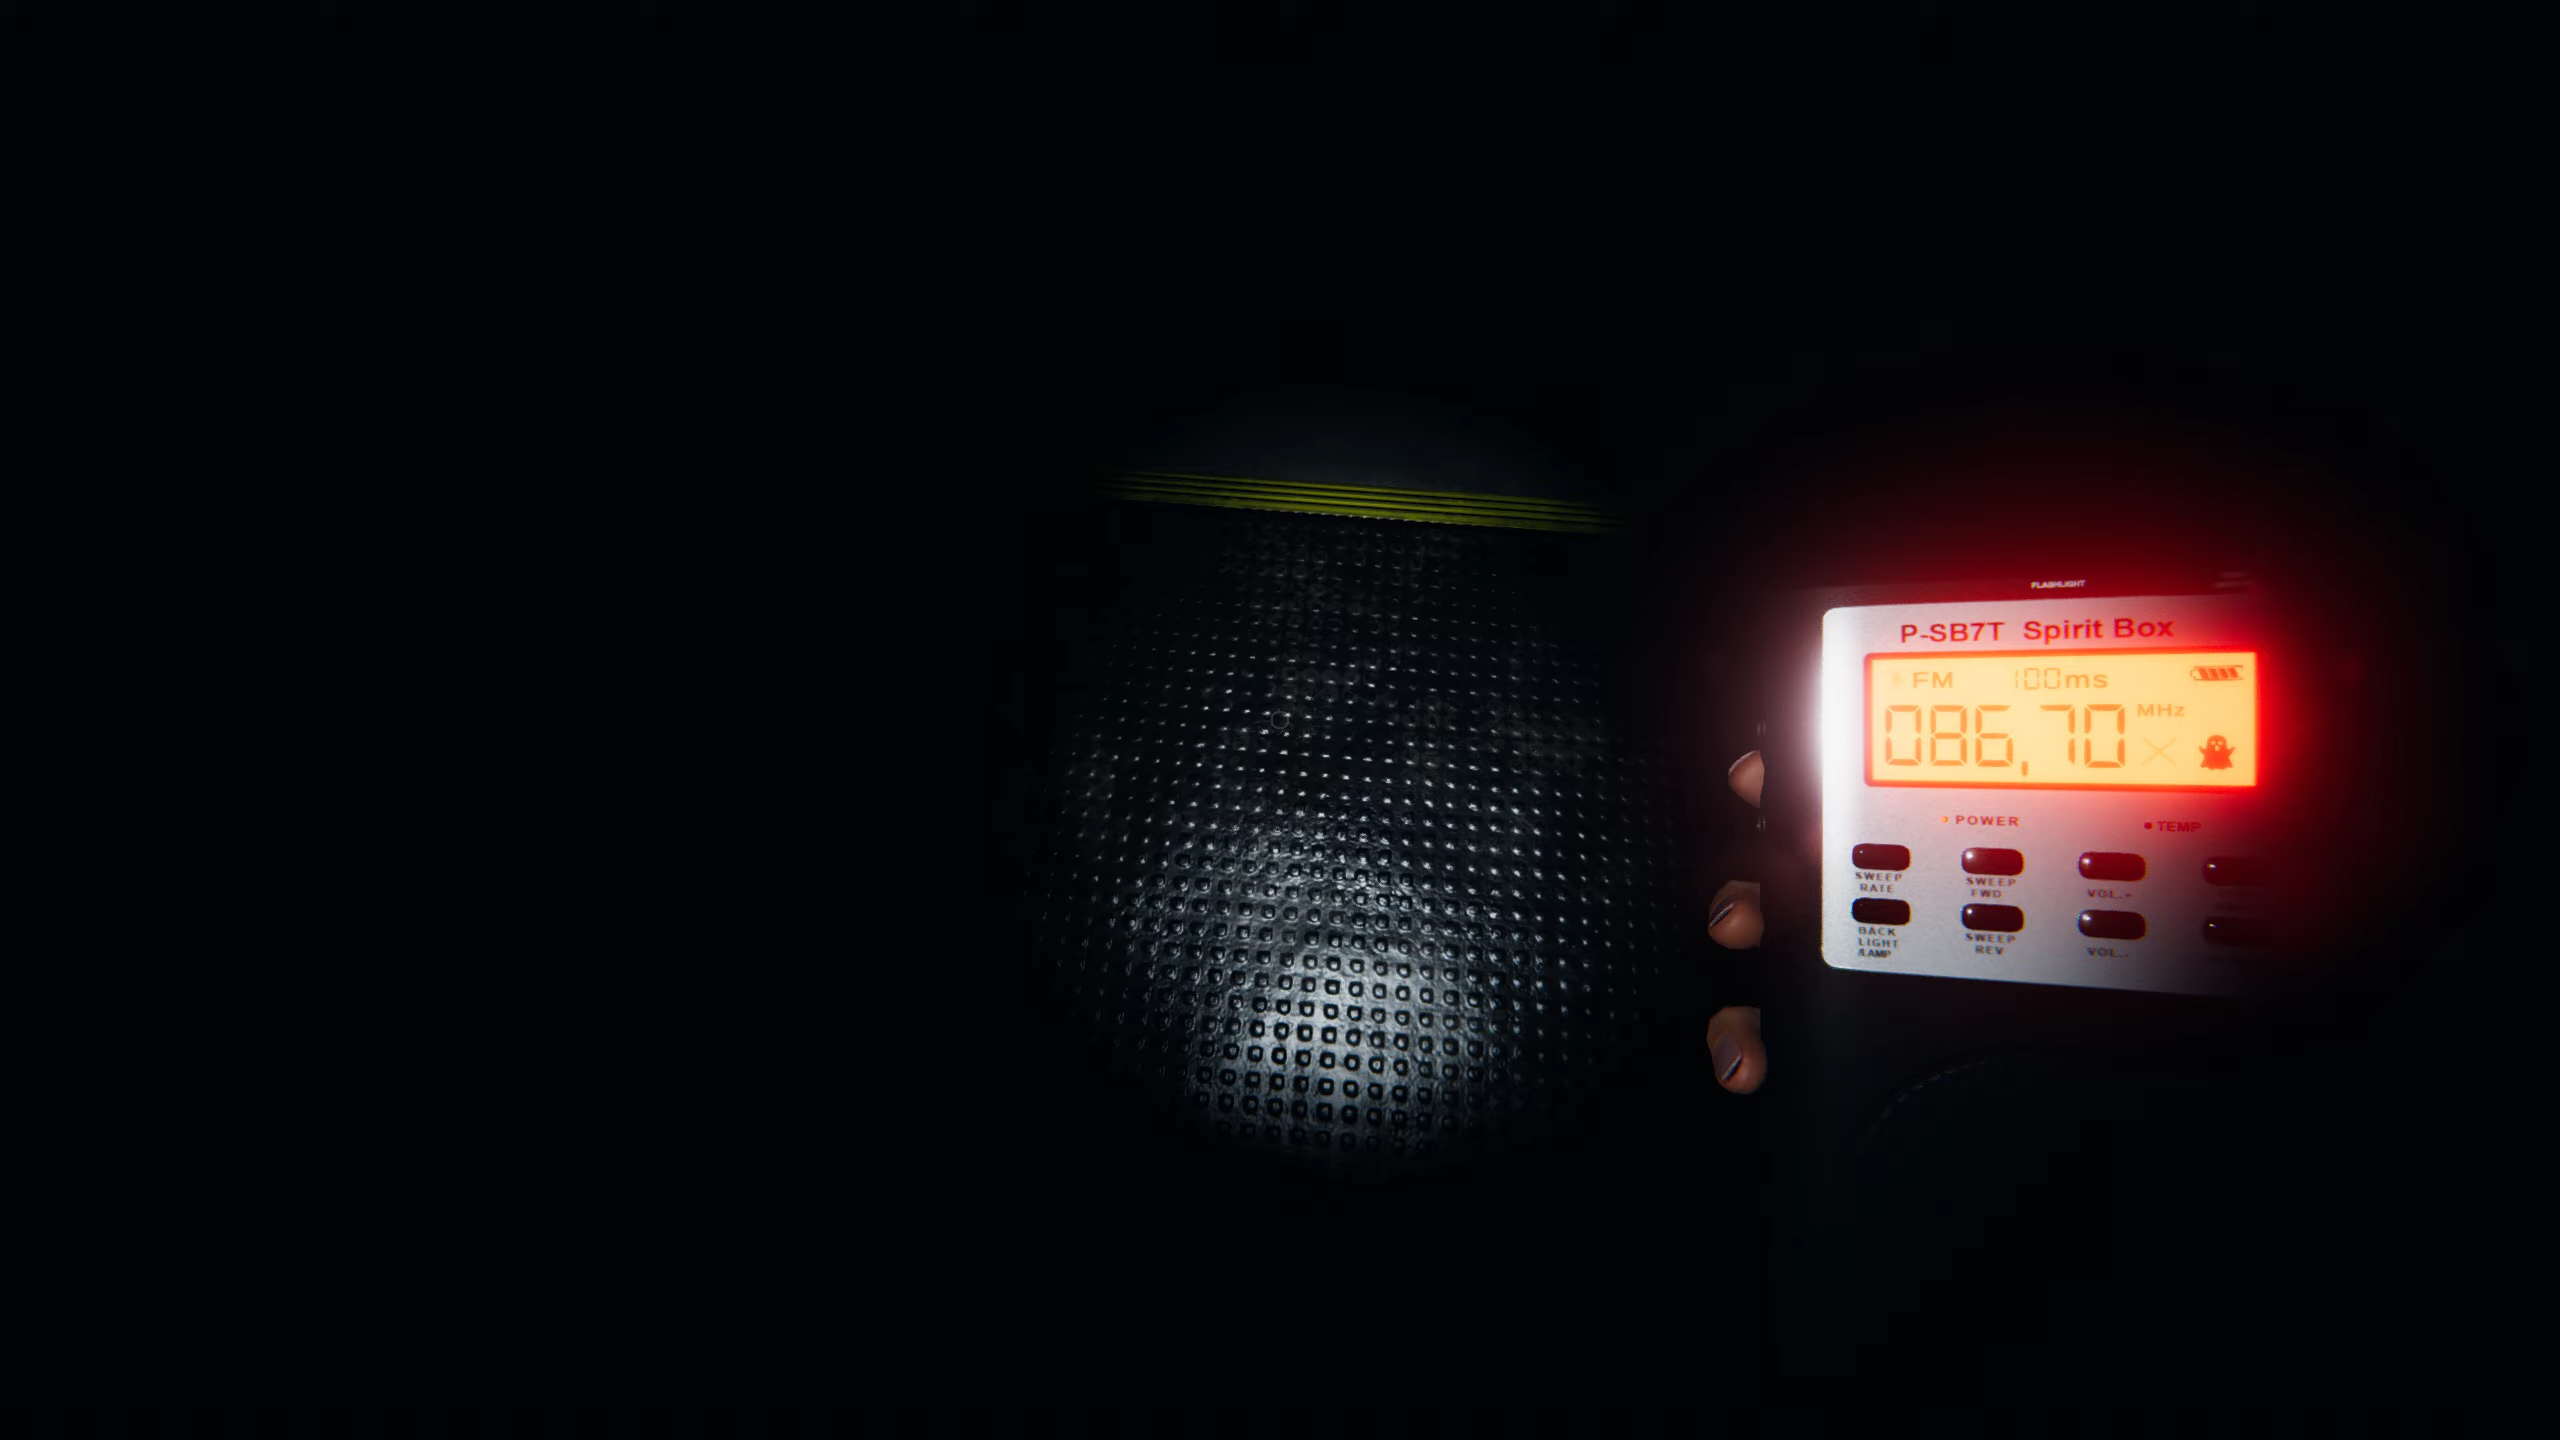 FLASHLIGHT
P-SB7T Spirit Box
FM 100ms
086,70 MHz
POWER
TEMP
SWEEP RATE
SWEEP FWD
VOL.+
BACK LIGHT /LAMP
SWEEP REV
VOL.-